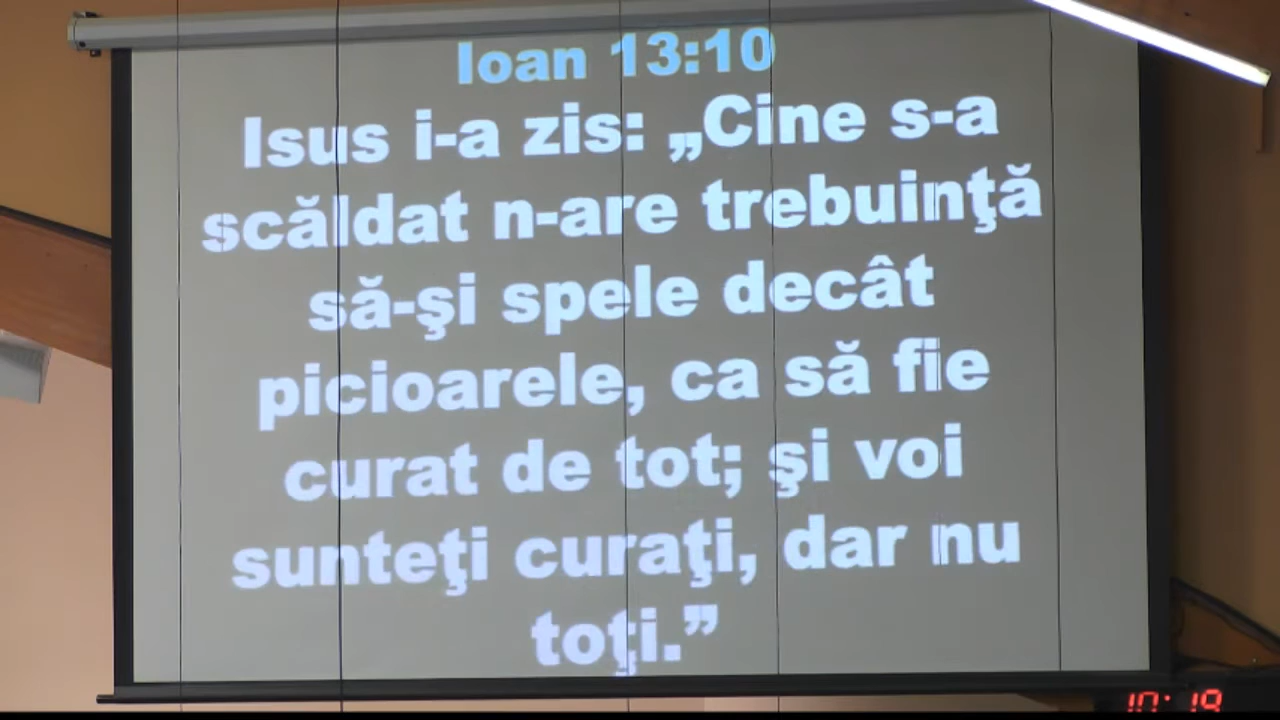 Ioan 13:10
Isus i-a zis: „Cine s-a
scăldat n-are trebuinţă
să-şi spele decât
picioarele, ca să fie
curat de tot; şi voi
sunteţi curaţi, dar nu
toţi.”
10:19